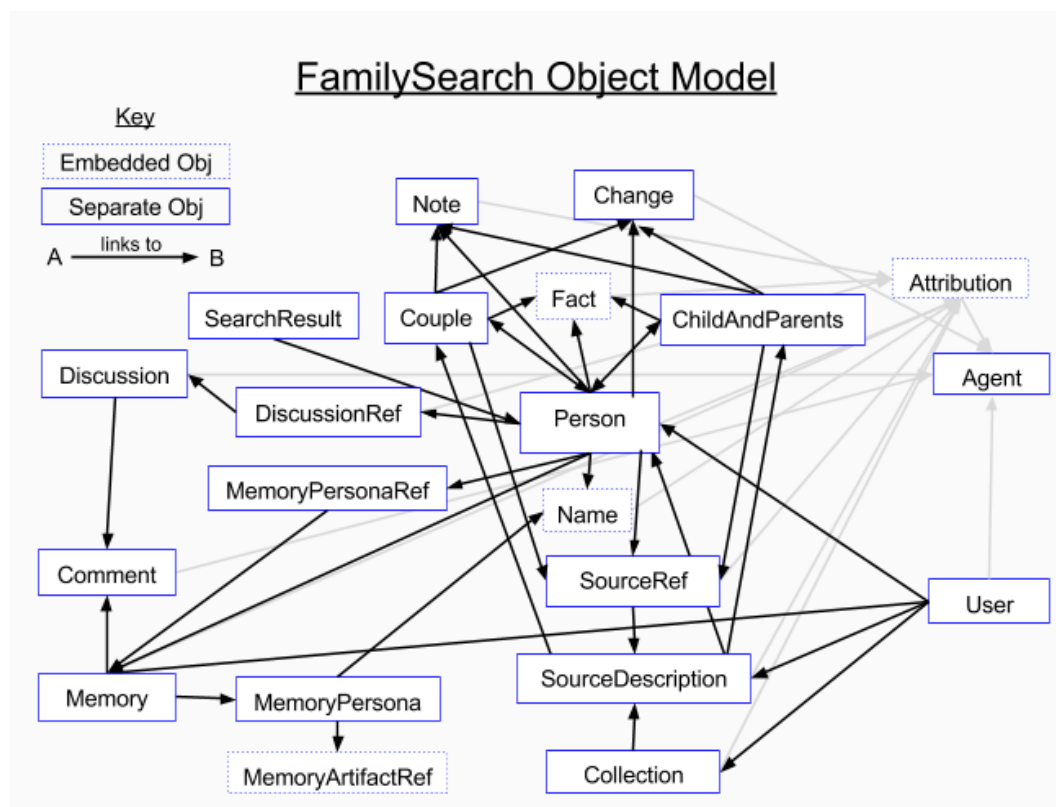 FamilySearch Object Model
Key
Embedded Obj
Separate Obj
A links to B
Note
Change
Attribution
Fact
SearchResult
Couple
ChildAndParents
Discussion
Agent
DiscussionRef
Person
MemoryPersonaRef
Name
Comment
SourceRef
User
Memory
MemoryPersona
SourceDescription
MemoryArtifactRef
Collection